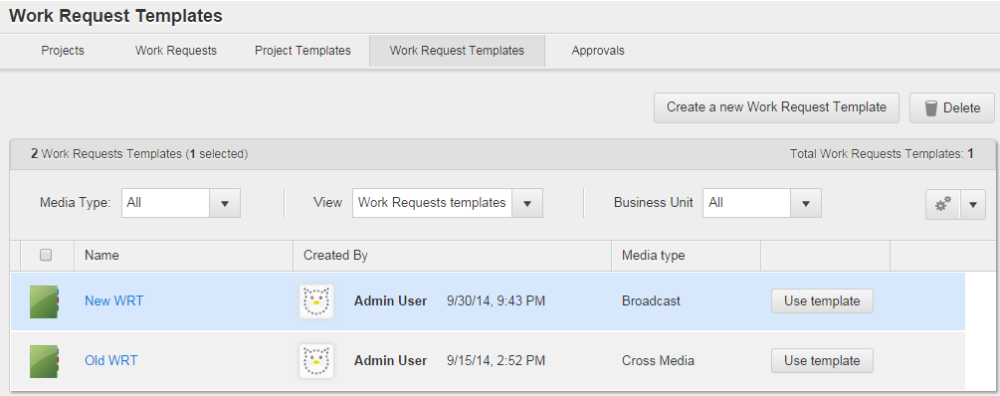 Work Request Templates
Projects Work Requests Project Templates Work Request Templates Approvals
Create a new Work Request Template Delete
2 Work Requests Templates (1 selected) Total Work Requests Templates: 1
Media Type: All View Work Requests templates Business Unit All
Name Created By Media type
New WRT Admin User 9/30/14, 9:43 PM Broadcast Use template
Old WRT Admin User 9/15/14, 2:52 PM Cross Media Use template